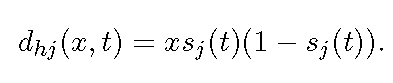 d_{hj}(x, t) = x s_j(t)(1 − s_j(t)).